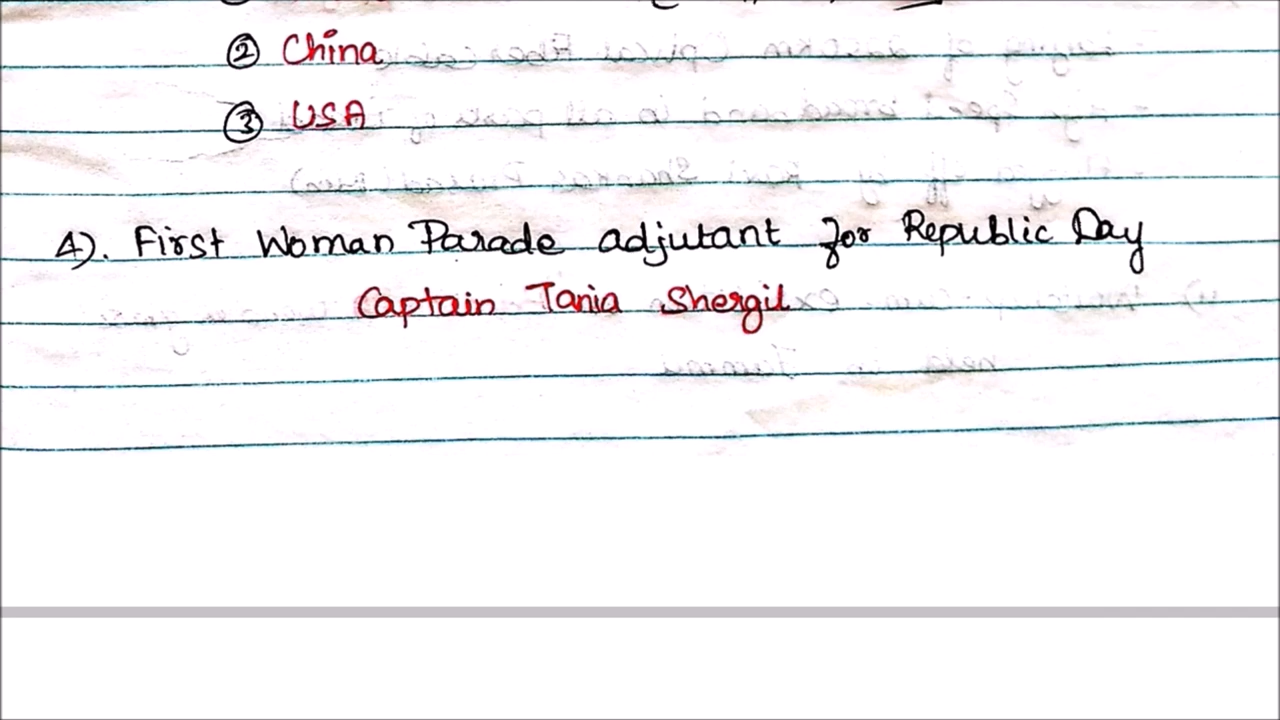 ② China
③ USA
4). First Woman Parade adjutant for Republic Day
Captain Tania Shergil